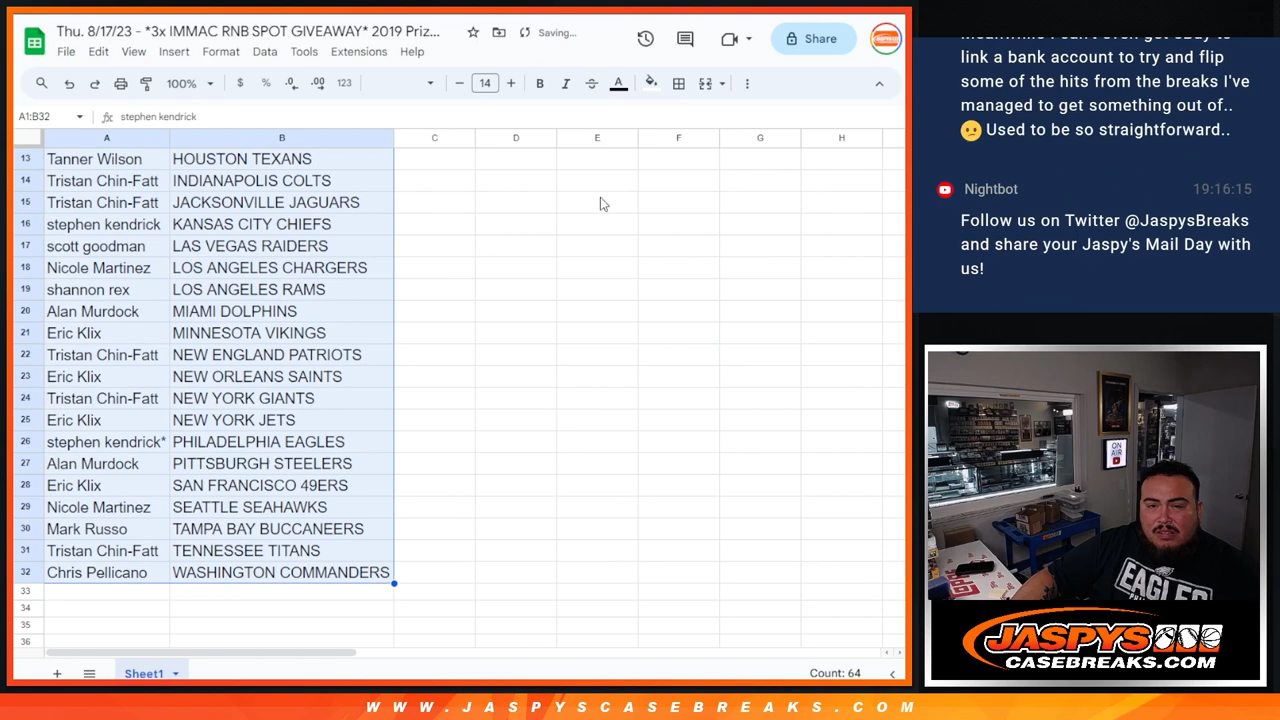 Thu. 8/17/23 - *3x IMMAC RNB SPOT GIVEAWAY* 2019 Priz...
Saving...
File Edit View Insert Format Data Tools Extensions Help
Share
100% $ % .0 .00 123 14 B I A
A1:B32 fx stephen kendrick
A B C D E F G H
13 Tanner Wilson HOUSTON TEXANS
14 Tristan Chin-Fatt INDIANAPOLIS COLTS
15 Tristan Chin-Fatt JACKSONVILLE JAGUARS
16 stephen kendrick KANSAS CITY CHIEFS
17 scott goodman LAS VEGAS RAIDERS
18 Nicole Martinez LOS ANGELES CHARGERS
19 shannon rex LOS ANGELES RAMS
20 Alan Murdock MIAMI DOLPHINS
21 Eric Klix MINNESOTA VIKINGS
22 Tristan Chin-Fatt NEW ENGLAND PATRIOTS
23 Eric Klix NEW ORLEANS SAINTS
24 Tristan Chin-Fatt NEW YORK GIANTS
25 Eric Klix NEW YORK JETS
26 stephen kendrick* PHILADELPHIA EAGLES
27 Alan Murdock PITTSBURGH STEELERS
28 Eric Klix SAN FRANCISCO 49ERS
29 Nicole Martinez SEATTLE SEAHAWKS
30 Mark Russo TAMPA BAY BUCCANEERS
31 Tristan Chin-Fatt TENNESSEE TITANS
32 Chris Pellicano WASHINGTON COMMANDERS
33
34
35
36
Sheet1
Count: 64
link a bank account to try and flip
some of the hits from the breaks I've
managed to get something out of..
Used to be so straightforward..
Nightbot 19:16:15
Follow us on Twitter @JaspysBreaks
and share your Jaspy's Mail Day with
us!
ON
AIR
EAGLES
JASPYS
CASEBREAKS.COM
WWW.JASPYSCASEBREAKS.COM